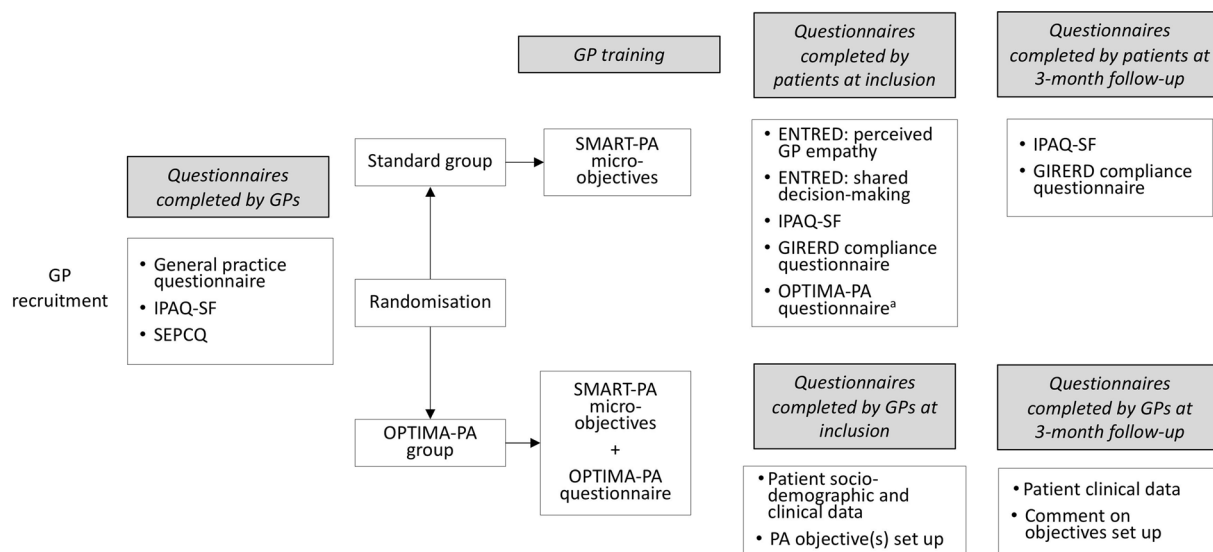 GP training
Questionnaires
completed by
patients at inclusion
Questionnaires
completed by patients at
3-month follow-up
Questionnaires
completed by GPs
Standard group
SMART-PA
micro-
objectives
• ENTRED: perceived
GP empathy
• ENTRED: shared
decision-making
• IPAQ-SF
• GIRERD compliance
questionnaire
• OPTIMA-PA
questionnaireᵃ
• IPAQ-SF
• GIRERD compliance
questionnaire
GP
recruitment
• General practice
questionnaire
• IPAQ-SF
• SEPCQ
Randomisation
OPTIMA-PA
group
SMART-PA
micro-
objectives
+
OPTIMA-PA
questionnaire
Questionnaires
completed by GPs at
inclusion
Questionnaires
completed by GPs at
3-month follow-up
• Patient socio-
demographic and
clinical data
• PA objective(s) set up
• Patient clinical data
• Comment on
objectives set up